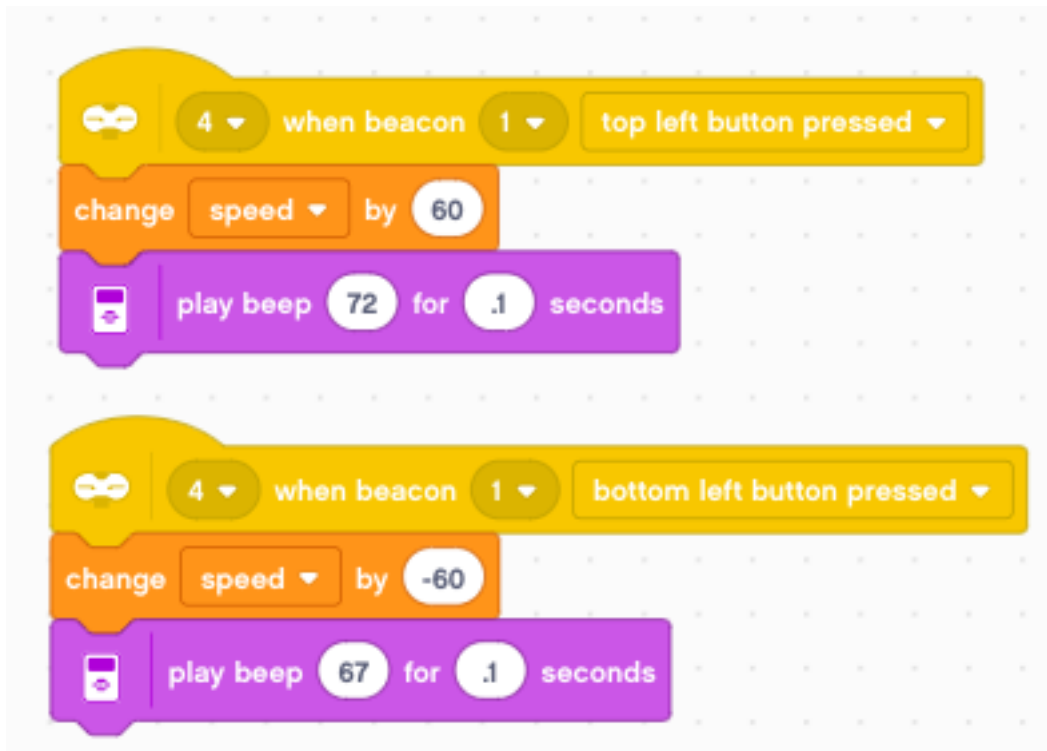 4 when beacon 1 top left button pressed
change speed by 60
play beep 72 for .1 seconds
4 when beacon 1 bottom left button pressed
change speed by -60
play beep 67 for .1 seconds